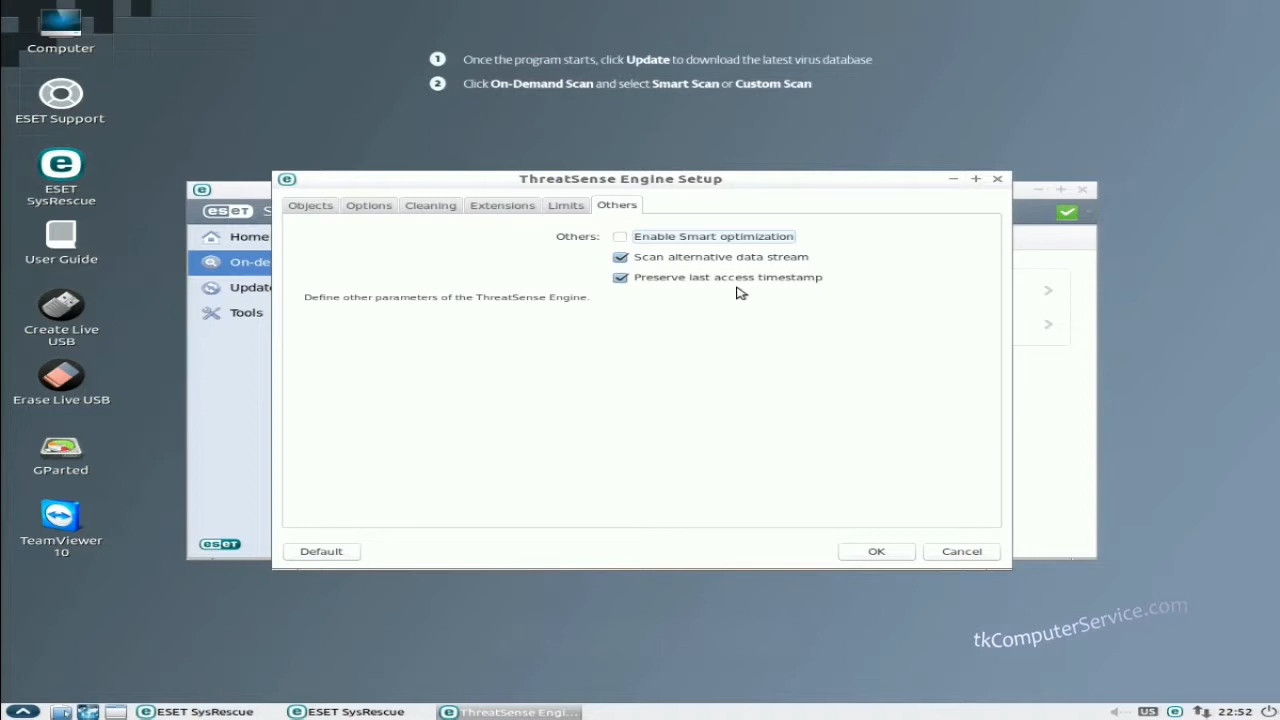 Computer
ESET Support
ESET
SysRescue
User Guide
Create Live
USB
Erase Live USB
GParted
TeamViewer
10
1 Once the program starts, click Update to download the latest virus database
2 Click On-Demand Scan and select Smart Scan or Custom Scan
eset S
Home
On-de
Update
Tools
eset
ThreatSense Engine Setup
Objects Options Cleaning Extensions Limits Others
Others: Enable Smart optimization
Scan alternative data stream
Preserve last access timestamp
Define other parameters of the ThreatSense Engine.
Default OK Cancel
tkComputerService.com
ESET SysRescue ESET SysRescue ThreatSense Engi... US 22:52